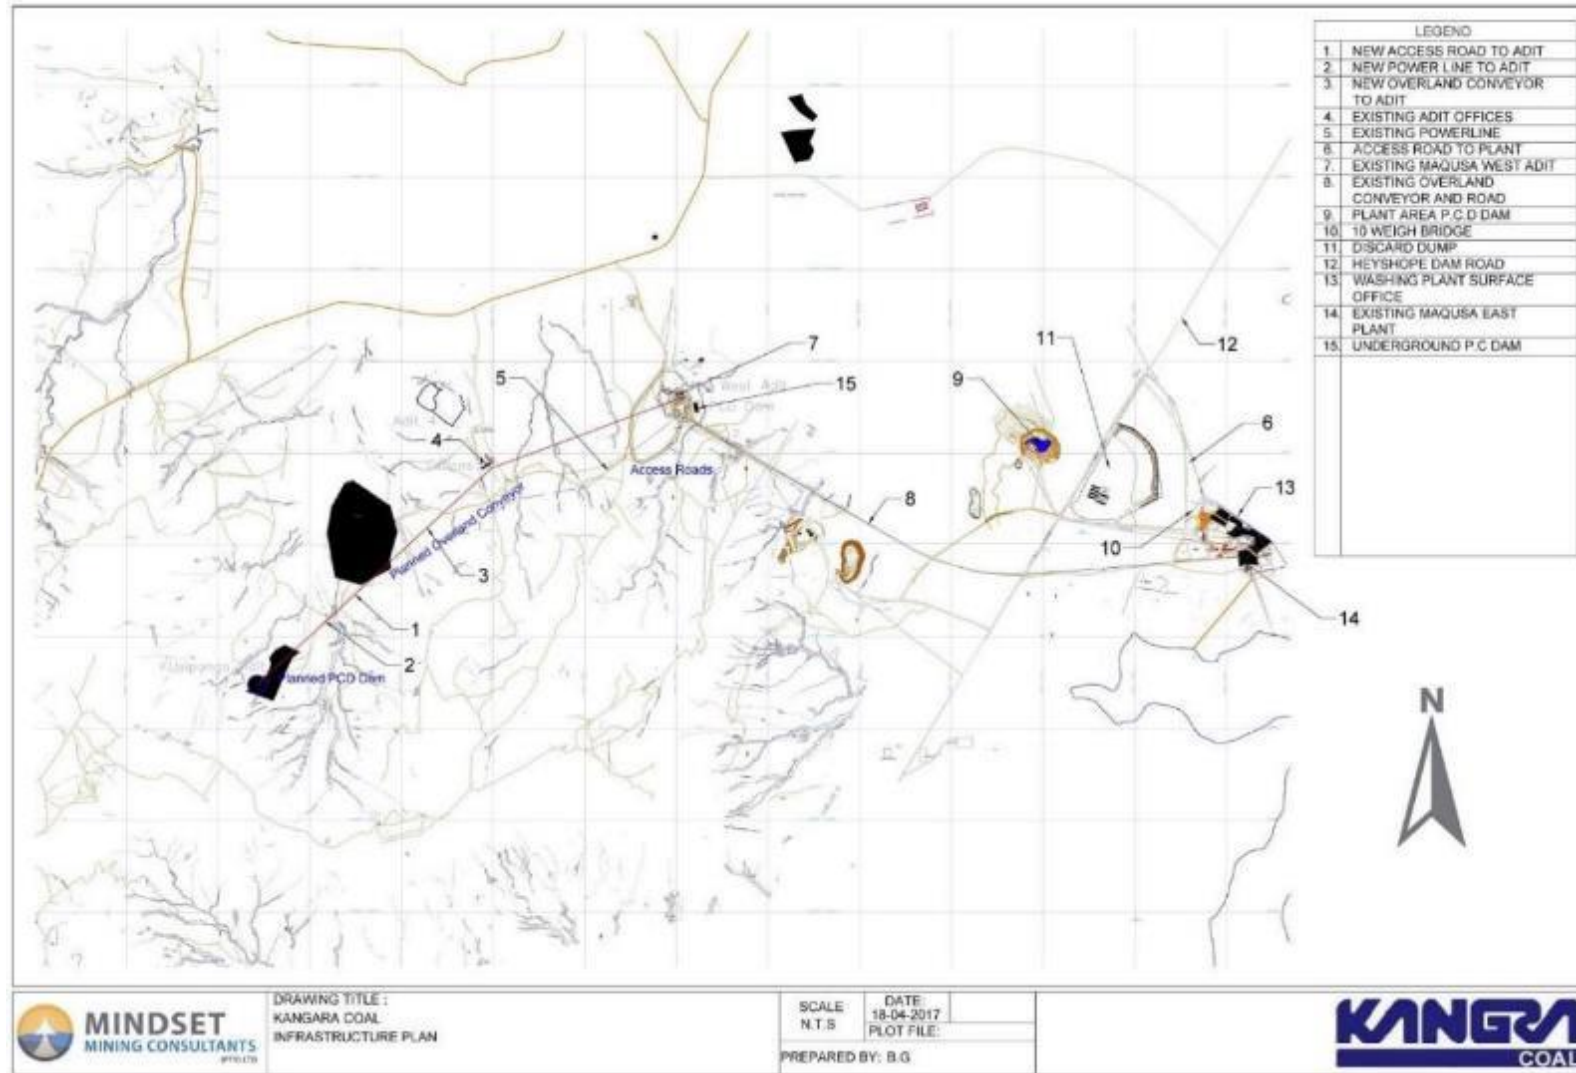 LEGEND
1. NEW ACCESS ROAD TO ADIT
2. NEW POWER LINE TO ADIT
3. NEW OVERLAND CONVEYOR
TO ADIT
4. EXISTING ADIT OFFICES
5. EXISTING POWERLINE
6. ACCESS ROAD TO PLANT
7. EXISTING MAQUSA WEST ADIT
8. EXISTING OVERLAND
CONVEYOR AND ROAD
9. PLANT AREA P.C.D DAM
10. 10 WEIGH BRIDGE
11. DISCARD DUMP
12. HEYSHOPE DAM ROAD
13. WASHING PLANT SURFACE
OFFICE
14. EXISTING MAQUSA EAST
PLANT
15. UNDERGROUND P.C DAM
7
11
12
5
9
15
West Adit
4
6
Access Roads
8
13
Planned Overland Conveyor
10
3
14
1
2
Planned PCD Dam
N
MINDSET
MINING CONSULTANTS
DRAWING TITLE :
KANGARA COAL
INFRASTRUCTURE PLAN
SCALE
N.T.S
DATE:
18-04-2017
PLOT FILE:
PREPARED BY: B.G
KANGRA
COAL